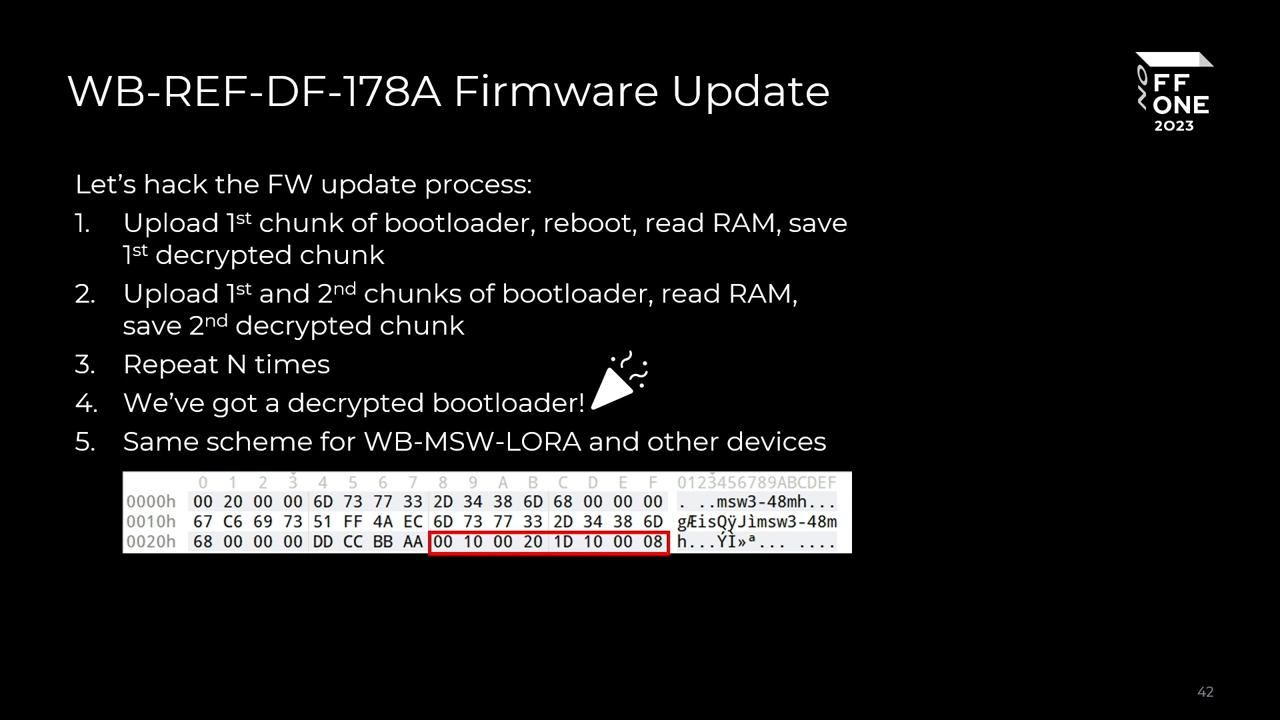 WB-REF-DF-178A Firmware Update
NO
FF
ONE
2023
Let’s hack the FW update process:
1. Upload 1st chunk of bootloader, reboot, read RAM, save
1st decrypted chunk
2. Upload 1st and 2nd chunks of bootloader, read RAM,
save 2nd decrypted chunk
3. Repeat N times
4. We’ve got a decrypted bootloader!
5. Same scheme for WB-MSW-LORA and other devices
0 1 2 3 4 5 6 7 8 9 A B C D E F 0123456789ABCDEF
0000h 00 20 00 00 6D 73 77 33 2D 34 38 6D 68 00 00 00 . ..msw3-48mh...
0010h 67 C6 69 73 51 FF 4A EC 6D 73 77 33 2D 34 38 6D gÆisQÿJìmsw3-48m
0020h 68 00 00 00 DD CC BB AA 00 10 00 20 1D 10 00 08 h...ÝÌ»ª... ....
42